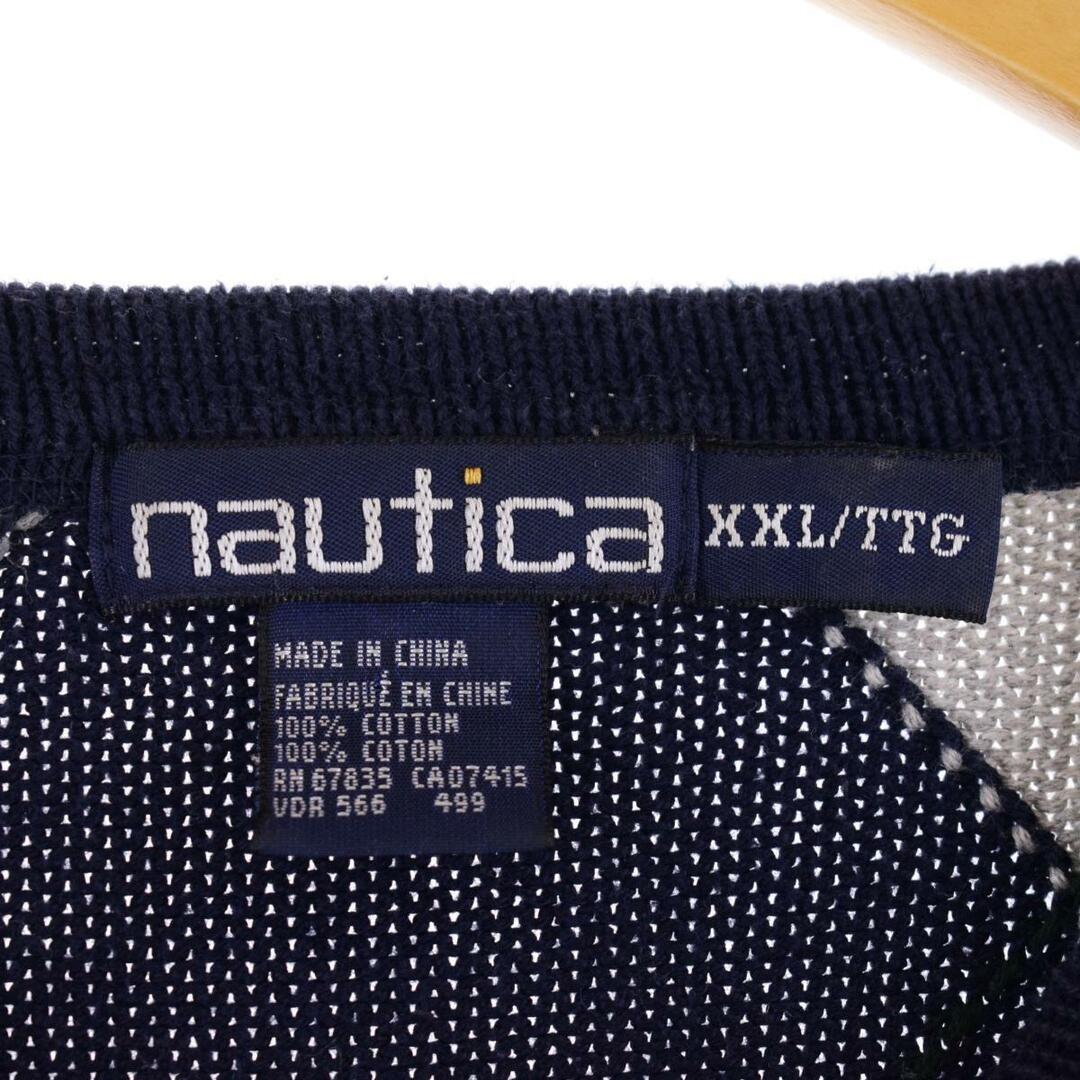 nautica
XXL/TTG
MADE IN CHINA
FABRIQUÉ EN CHINE
100% COTTON
100% COTON
RN 67835 CA07415
VDR 566 499